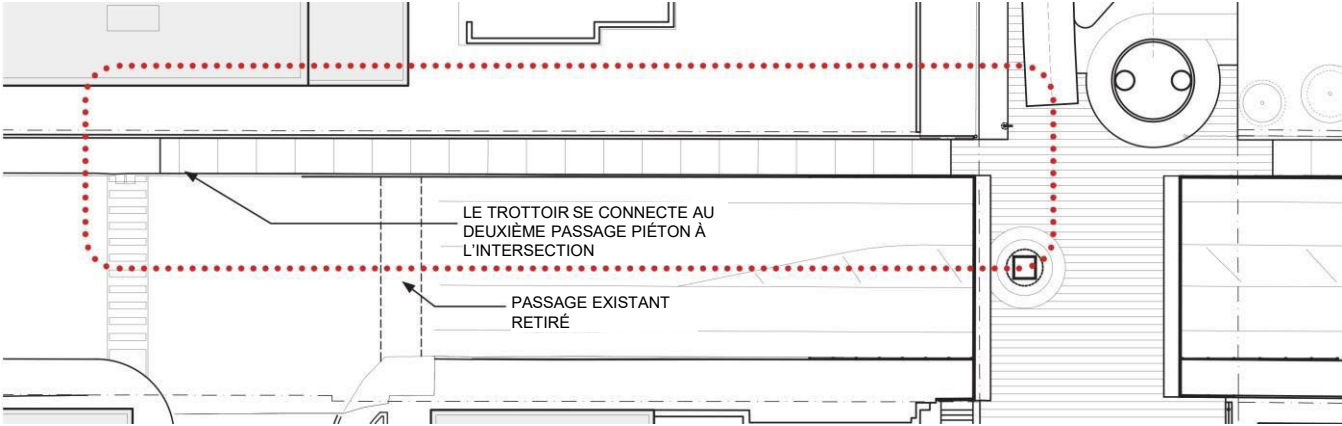 LE TROTTOIR SE CONNECTE AU
DEUXIÈME PASSAGE PIÉTON À
L'INTERSECTION
PASSAGE EXISTANT
RETIRÉ